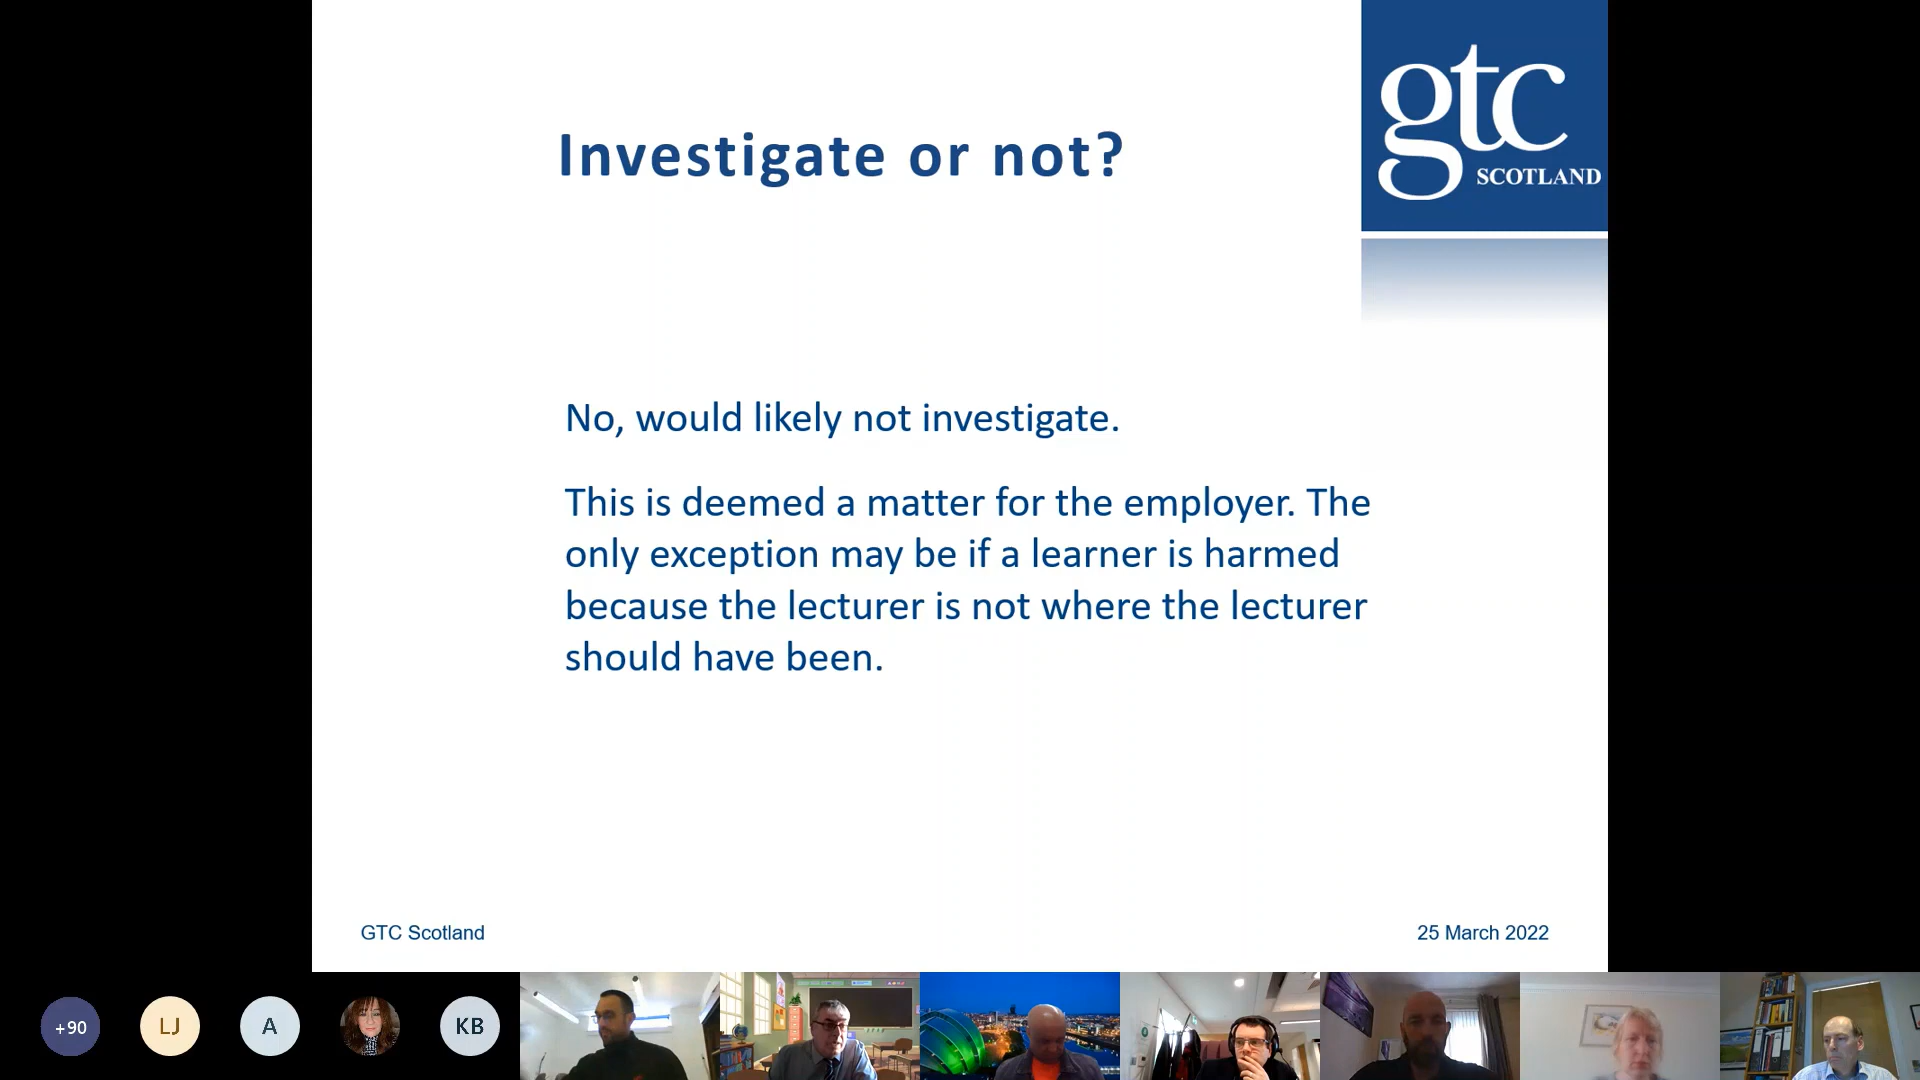 gtc
SCOTLAND
Investigate or not?
No, would likely not investigate.
This is deemed a matter for the employer. The
only exception may be if a learner is harmed
because the lecturer is not where the lecturer
should have been.
GTC Scotland
25 March 2022
+90
LJ
A
KB